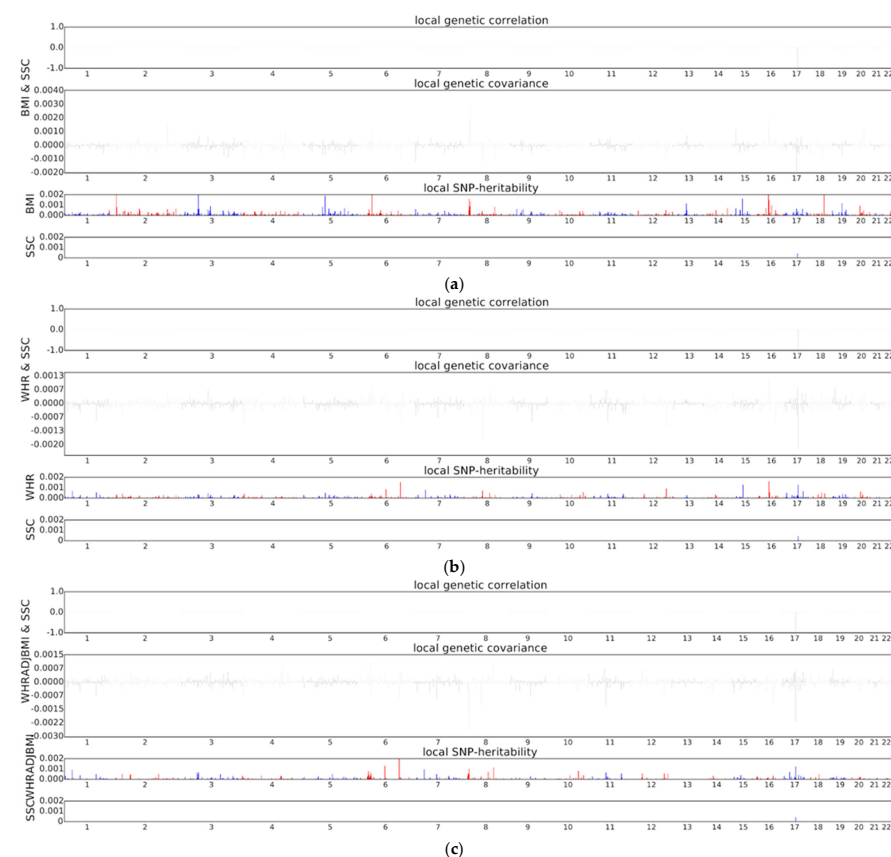 local genetic correlation
1.0
0.0
-1.0
1 2 3 4 5 6 7 8 9 10 11 12 13 14 15 16 17 18 19 20 21 22
BMI & SSC
local genetic covariance
0.0040
0.0030
0.0020
0.0010
0.0000
-0.0010
-0.0020
1 2 3 4 5 6 7 8 9 10 11 12 13 14 15 16 17 18 19 20 21 22
local SNP-heritability
BMI
0.002
0.001
0.000
1 2 3 4 5 6 7 8 9 10 11 12 13 14 15 16 17 18 19 20 21 22
SSC
0.002
0.001
0
1 2 3 4 5 6 7 8 9 10 11 12 13 14 15 16 17 18 19 20 21 22
(a)
local genetic correlation
1.0
0.0
-1.0
1 2 3 4 5 6 7 8 9 10 11 12 13 14 15 16 17 18 19 20 21 22
WHR & SSC
local genetic covariance
0.0013
0.0007
0.0000
-0.0007
-0.0013
-0.0020
1 2 3 4 5 6 7 8 9 10 11 12 13 14 15 16 17 18 19 20 21 22
local SNP-heritability
WHR
0.002
0.001
0.000
1 2 3 4 5 6 7 8 9 10 11 12 13 14 15 16 17 18 19 20 21 22
SSC
0.002
0.001
0
1 2 3 4 5 6 7 8 9 10 11 12 13 14 15 16 17 18 19 20 21 22
(b)
local genetic correlation
1.0
0.0
-1.0
1 2 3 4 5 6 7 8 9 10 11 12 13 14 15 16 17 18 19 20 21 22
WHRADJBMI & SSC
local genetic covariance
0.0015
0.0007
0.0000
-0.0007
-0.0015
-0.0022
-0.0030
1 2 3 4 5 6 7 8 9 10 11 12 13 14 15 16 17 18 19 20 21 22
local SNP-heritability
WHRADJBMI
0.002
0.001
0.000
1 2 3 4 5 6 7 8 9 10 11 12 13 14 15 16 17 18 19 20 21 22
SSC
0.002
0.001
0
1 2 3 4 5 6 7 8 9 10 11 12 13 14 15 16 17 18 19 20 21 22
(c)